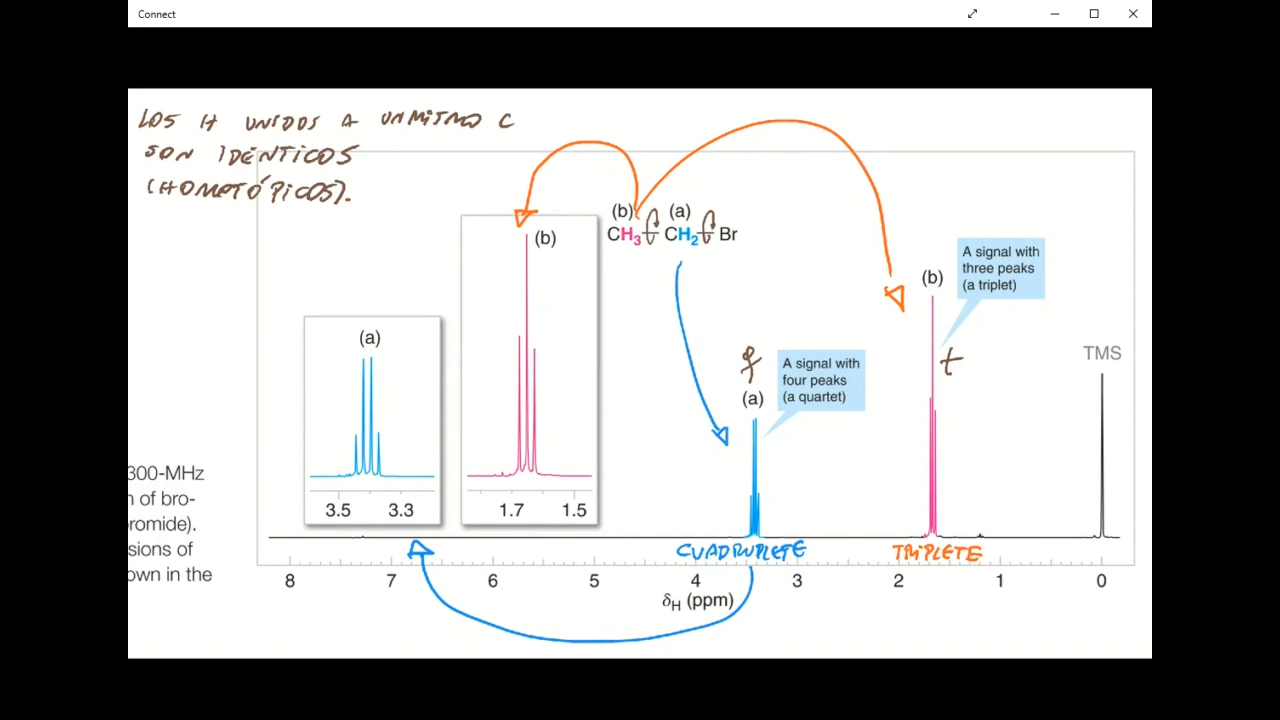 Connect
LOS H UNIDOS A UN MISMO C
SON IDÉNTICOS
(HOMOTÓPICOS).
(b) (a)
CH3 CH2 Br
(b)
(a)
3.5 3.3
1.7 1.5
A signal with
three peaks
(a triplet)
(b)
t
TMS
q
A signal with
four peaks
(a quartet)
(a)
300-MHz
n of bro-
romide).
sions of
own in the
CUADRUPLETE TRIPLETE
8 7 6 5 4 3 2 1 0
δH (ppm)